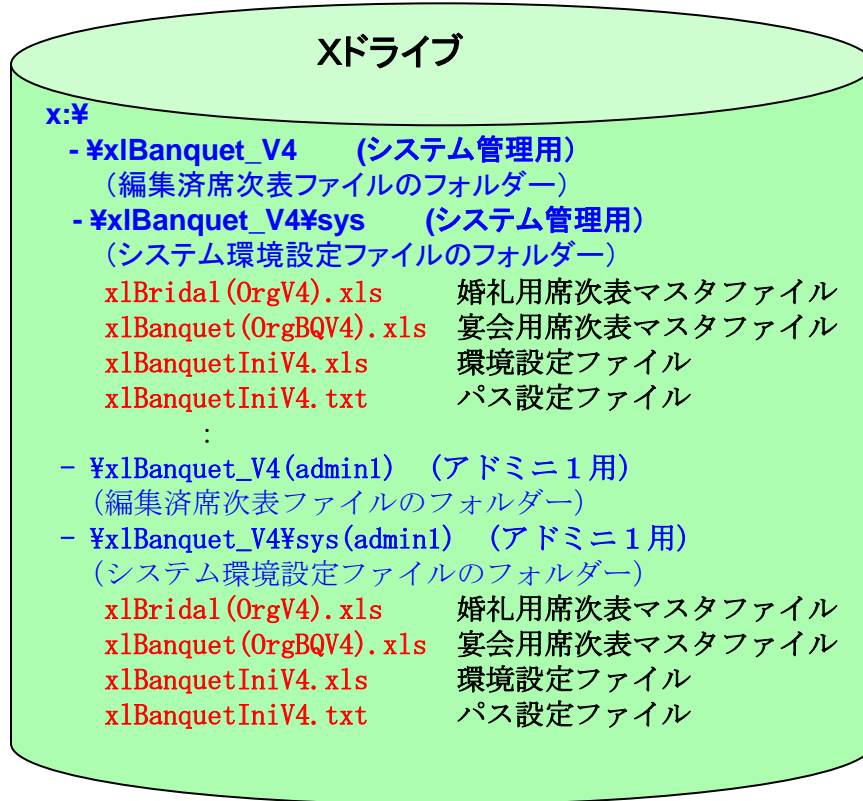 Xドライブ
x:¥
- ¥xlBanquet_V4 (システム管理用)
(編集済席次表ファイルのフォルダー)
- ¥xlBanquet_V4¥sys (システム管理用)
(システム環境設定ファイルのフォルダー)
xlBridal(OrgV4).xls 婚礼用席次表マスタファイル
xlBanquet(OrgBQV4).xls 宴会用席次表マスタファイル
xlBanquetIniV4.xls 環境設定ファイル
xlBanquetIniV4.txt パス設定ファイル
:
- ¥xlBanquet_V4(admin1) (アドミニ1用)
(編集済席次表ファイルのフォルダー)
- ¥xlBanquet_V4¥sys(admin1) (アドミニ1用)
(システム環境設定ファイルのフォルダー)
xlBridal(OrgV4).xls 婚礼用席次表マスタファイル
xlBanquet(OrgBQV4).xls 宴会用席次表マスタファイル
xlBanquetIniV4.xls 環境設定ファイル
xlBanquetIniV4.txt パス設定ファイル